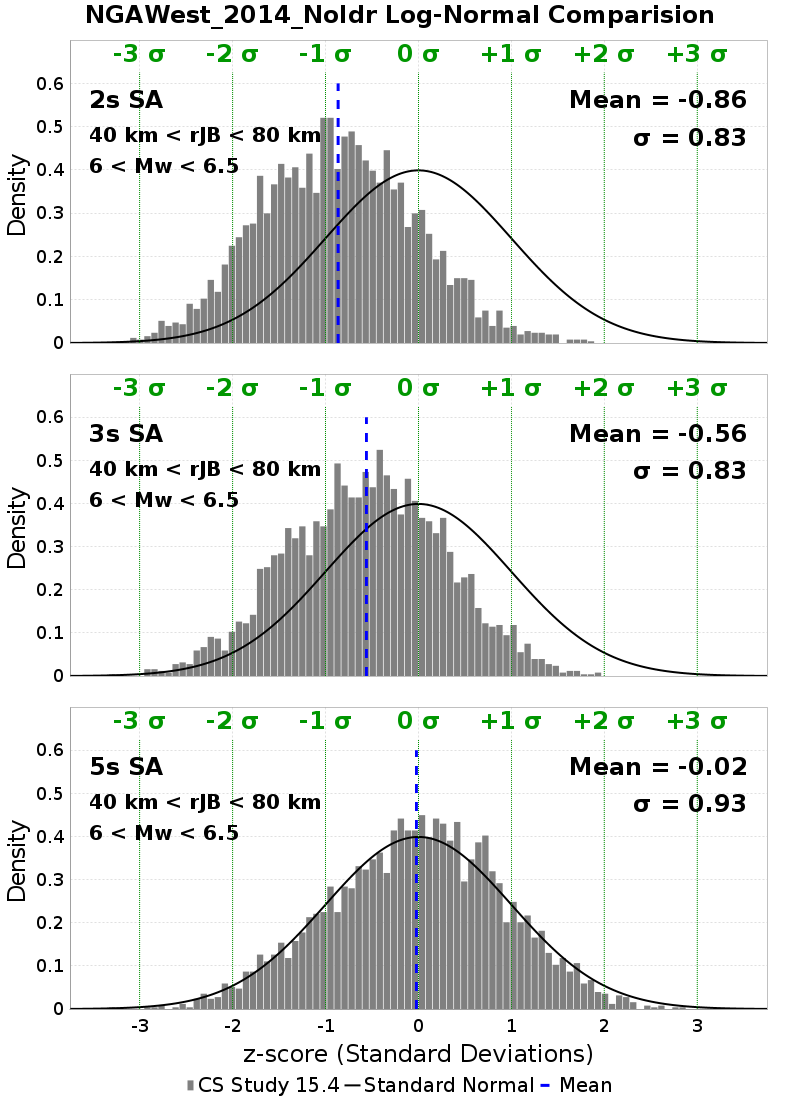 NGAWest_2014_NoIdr Log-Normal Comparision
-3 σ -2 σ -1 σ 0 σ +1 σ +2 σ +3 σ
0.6
2s SA Mean = -0.86
0.5
40 km < rJB < 80 km σ = 0.83
6 < Mw < 6.5
0.4
Density
0.3
0.2
0.1
0
-3 σ -2 σ -1 σ 0 σ +1 σ +2 σ +3 σ
0.6
3s SA Mean = -0.56
0.5
40 km < rJB < 80 km σ = 0.83
6 < Mw < 6.5
0.4
Density
0.3
0.2
0.1
0
-3 σ -2 σ -1 σ 0 σ +1 σ +2 σ +3 σ
0.6
5s SA Mean = -0.02
0.5
40 km < rJB < 80 km σ = 0.93
6 < Mw < 6.5
0.4
Density
0.3
0.2
0.1
0
-3 -2 -1 0 1 2 3
z-score (Standard Deviations)
CS Study 15.4 Standard Normal Mean